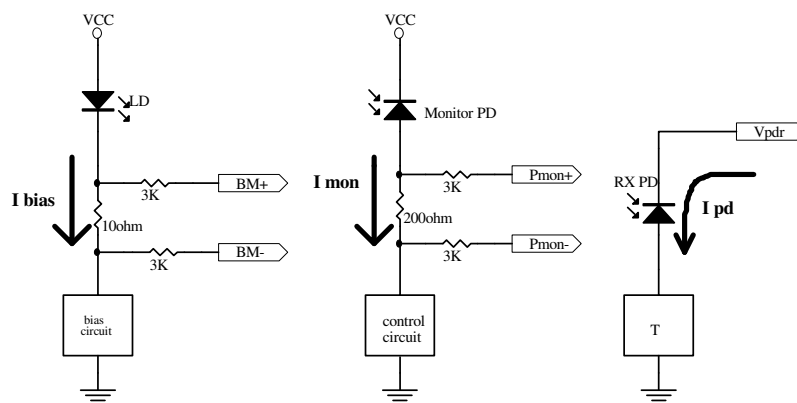 VCC
LD
I bias
3K
BM+
10ohm
3K
BM-
bias
circuit
VCC
Monitor PD
I mon
3K
Pmon+
200ohm
3K
Pmon-
control
circuit
Vpdr
RX PD
I pd
T